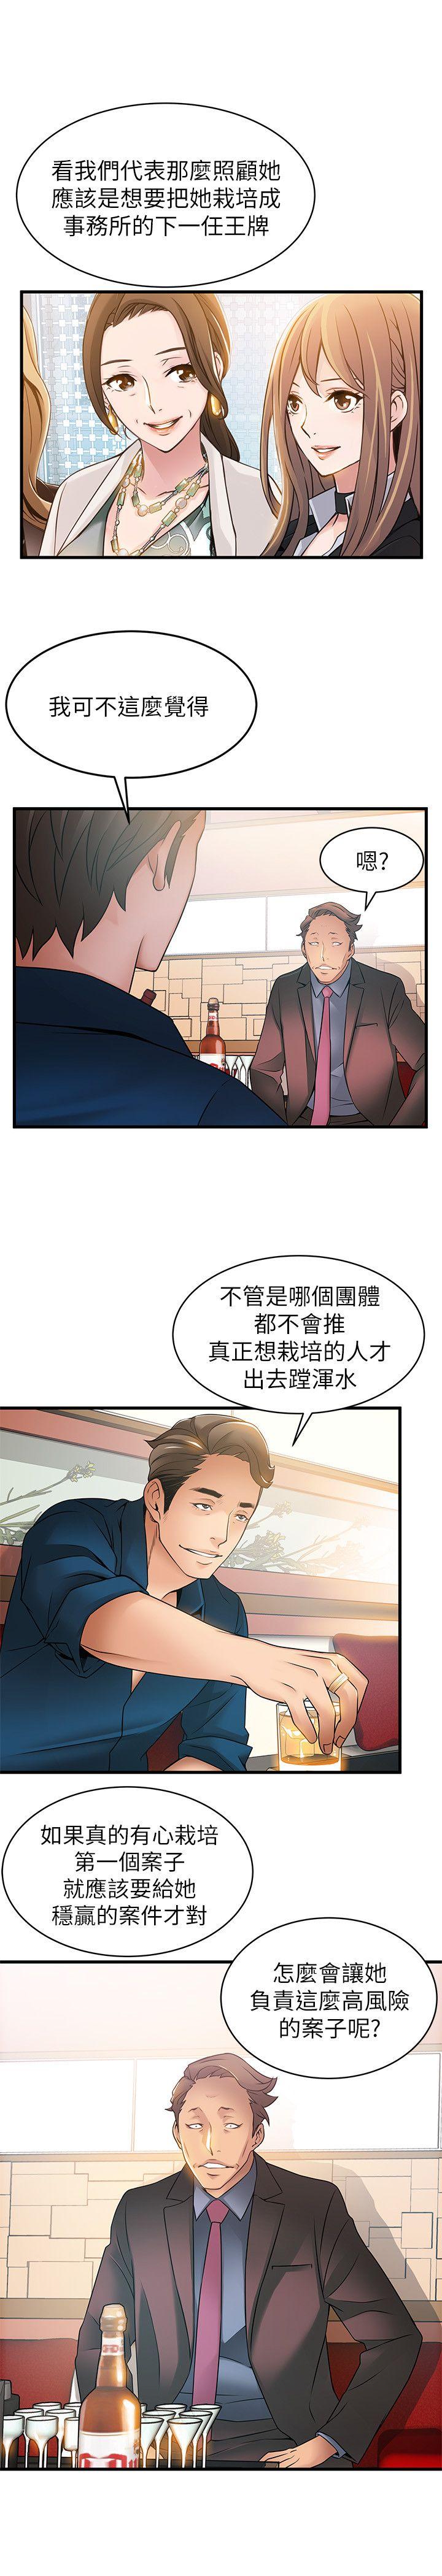 看我們代表那麼照顧她
應該是想要把她栽培成
事務所的下一任王牌
我可不這麼覺得
嗯?
不管是哪個團體
都不會推
真正想栽培的人才
出去蹚渾水
如果真的有心栽培
第一個案子
就應該要給她
穩贏的案件才對
怎麼會讓她
負責這麼高風險
的案子呢?